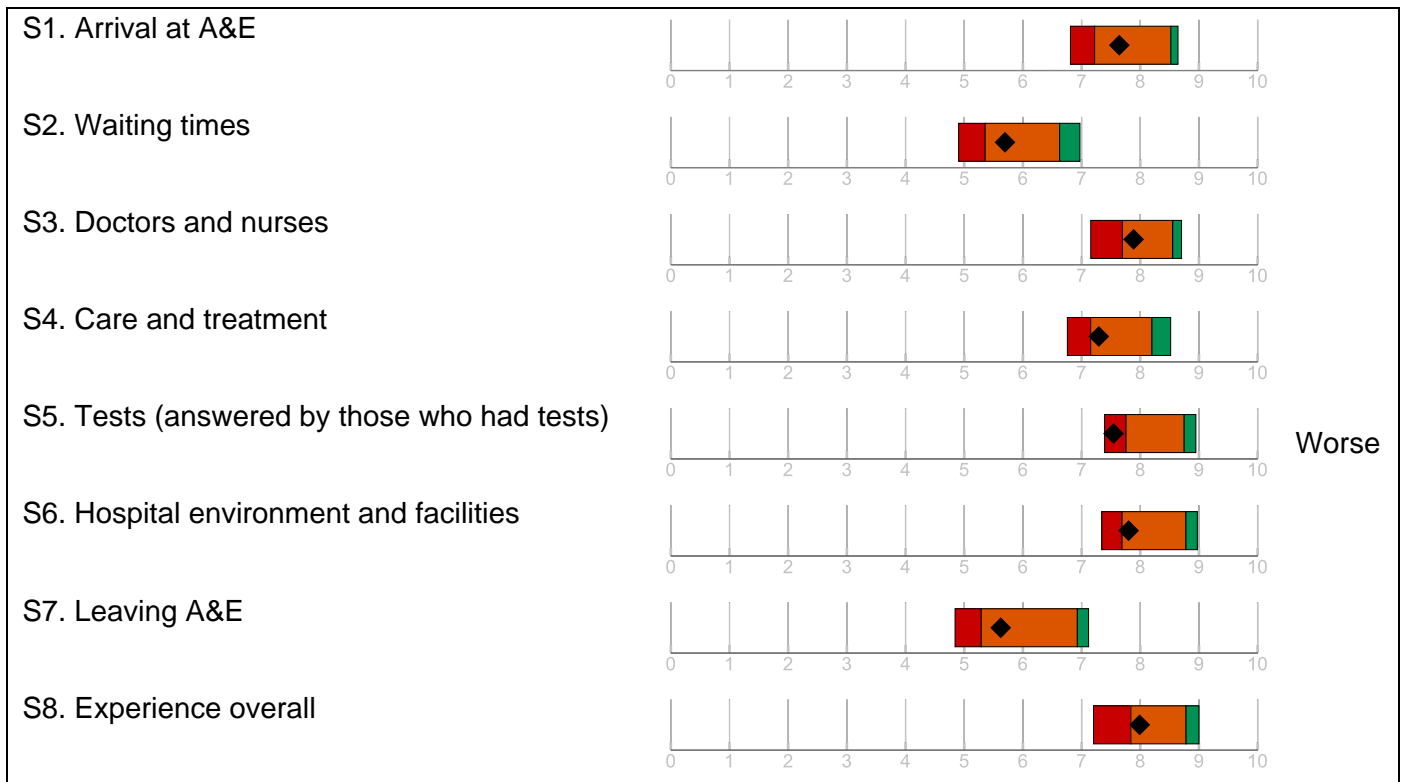 S1. Arrival at A&E
0 1 2 3 4 5 6 7 8 9 10
S2. Waiting times
0 1 2 3 4 5 6 7 8 9 10
S3. Doctors and nurses
0 1 2 3 4 5 6 7 8 9 10
S4. Care and treatment
0 1 2 3 4 5 6 7 8 9 10
S5. Tests (answered by those who had tests)
Worse
0 1 2 3 4 5 6 7 8 9 10
S6. Hospital environment and facilities
0 1 2 3 4 5 6 7 8 9 10
S7. Leaving A&E
0 1 2 3 4 5 6 7 8 9 10
S8. Experience overall
0 1 2 3 4 5 6 7 8 9 10